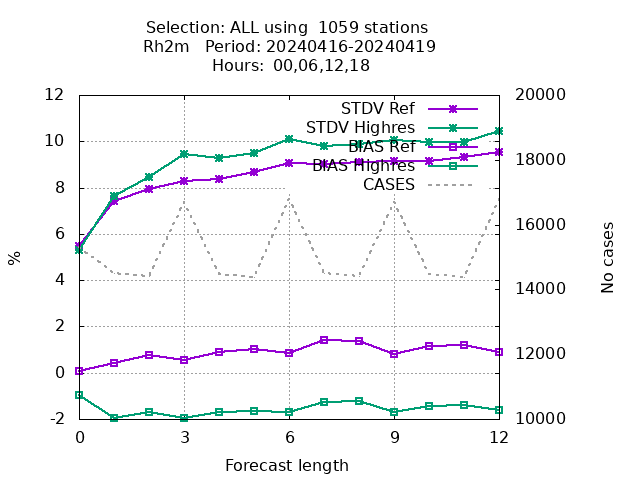 Selection: ALL using  1059 stations
Rh2m   Period: 20240416-20240419
Hours:  00,06,12,18
12
10
8
6
4
2
0
-2
%
20000
18000
16000
14000
12000
10000
No cases
STDV Ref
STDV Highres
BIAS Ref
BIAS Highres
CASES
0
3
6
9
12
Forecast length